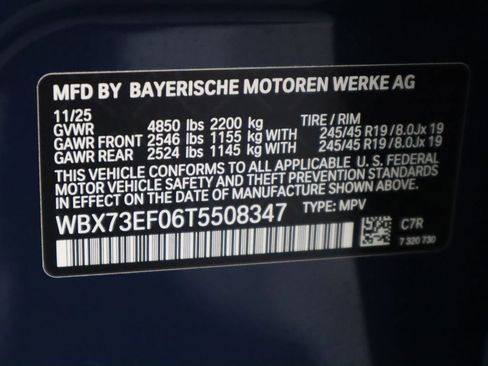 MFD BY BAYERISCHE MOTOREN WERKE AG
11/25 TIRE / RIM
GVWR 4850 lbs 2200 kg
GAWR FRONT 2546 lbs 1155 kg WITH 245/45 R19 / 8.0Jx 19
GAWR REAR 2524 lbs 1145 kg WITH 245/45 R19 / 8.0Jx 19
THIS VEHICLE CONFORMS TO ALL APPLICABLE U. S. FEDERAL
MOTOR VEHICLE SAFETY, BUMPER, AND THEFT PREVENTION
IN EFFECT ON THE DATE OF MANUFACTURE SHOWN ABOVE.
WBX73EF06T5508347 TYPE: MPV
C7R
7 320 730